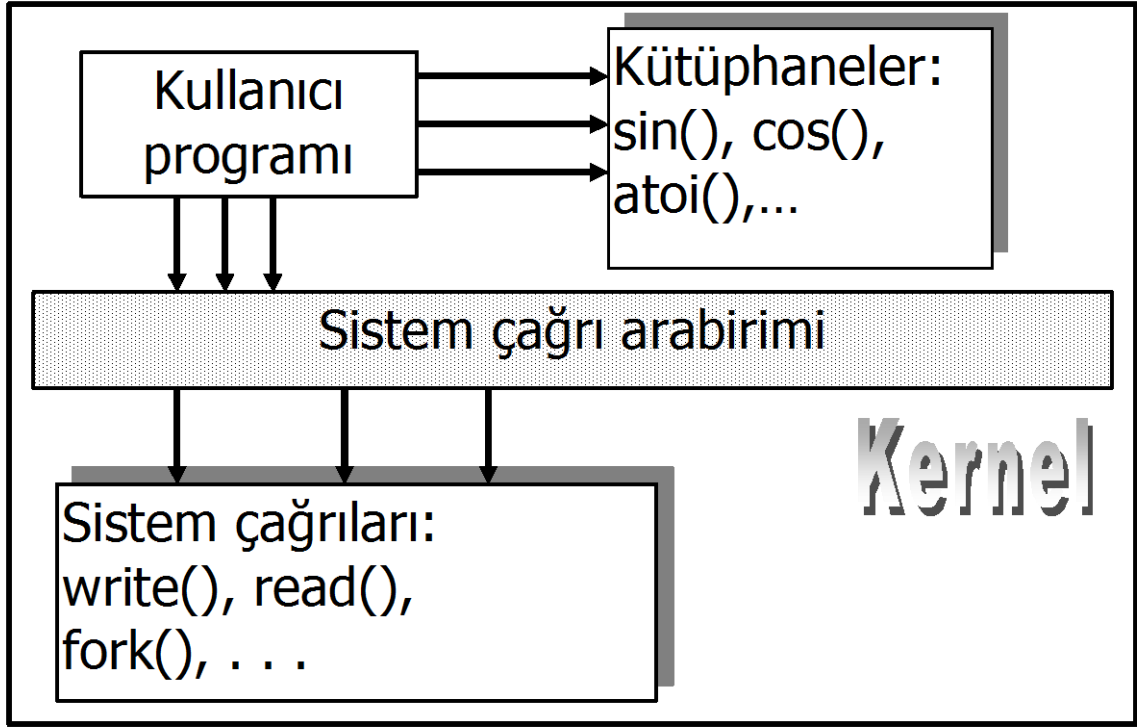 Kullanıcı
programı
Kütüphaneler:
sin(), cos(),
atoi(),...
Sistem çağrı arabirimi
Kernel
Sistem çağrıları:
write(), read(),
fork(), . . .